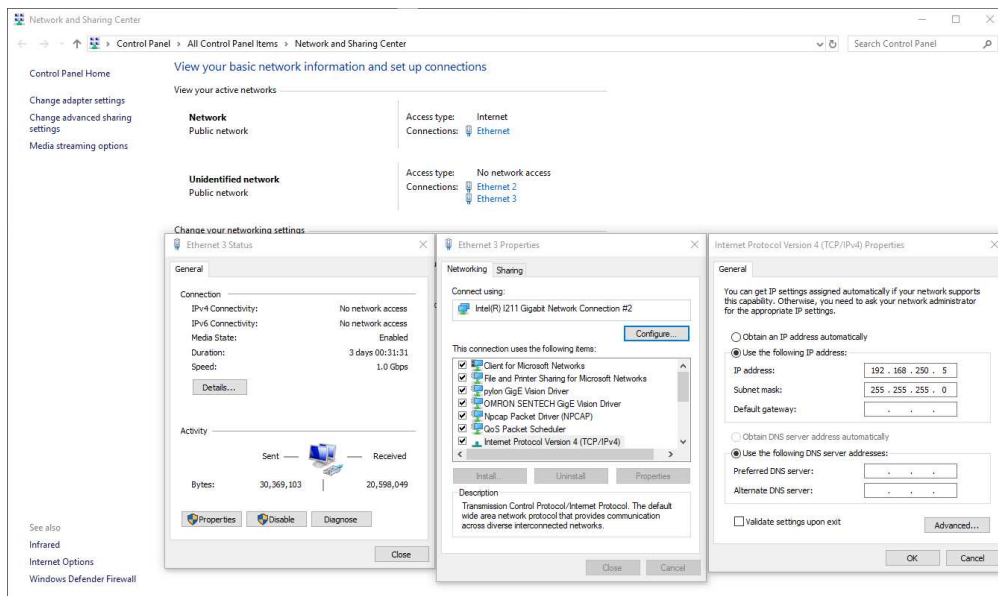 Network and Sharing Center
Control Panel > All Control Panel Items > Network and Sharing Center
Search Control Panel
Control Panel Home
Change adapter settings
Change advanced sharing
settings
Media streaming options
View your basic network information and set up connections
View your active networks
Network
Public network
Access type: Internet
Connections: Ethernet
Unidentified network
Public network
Access type: No network access
Connections: Ethernet 2
Ethernet 3
Change your networking settings
See also
Infrared
Internet Options
Windows Defender Firewall
Ethernet 3 Status
General
Connection
IPv4 Connectivity: No network access
IPv6 Connectivity: No network access
Media State: Enabled
Duration: 3 days 00:31:31
Speed: 1.0 Gbps
Details...
Activity
Sent Received
Bytes: 30,369,103 20,598,049
Properties Disable Diagnose
Close
Ethernet 3 Properties
Networking Sharing
Connect using:
Intel(R) I211 Gigabit Network Connection #2
Configure...
This connection uses the following items:
Client for Microsoft Networks
File and Printer Sharing for Microsoft Networks
pylon GigE Vision Driver
OMRON SENTECH GigE Vision Driver
Npcap Packet Driver (NPCAP)
QoS Packet Scheduler
Internet Protocol Version 4 (TCP/IPv4)
Install... Uninstall Properties
Description
Transmission Control Protocol/Internet Protocol. The default
wide area network protocol that provides communication
across diverse interconnected networks.
Close Cancel
Internet Protocol Version 4 (TCP/IPv4) Properties
General
You can get IP settings assigned automatically if your network supports
this capability. Otherwise, you need to ask your network administrator
for the appropriate IP settings.
Obtain an IP address automatically
Use the following IP address:
IP address: 192 . 168 . 250 . 5
Subnet mask: 255 . 255 . 255 . 0
Default gateway: . . .
Obtain DNS server address automatically
Use the following DNS server addresses:
Preferred DNS server: . . .
Alternate DNS server: . . .
Validate settings upon exit
Advanced...
OK Cancel